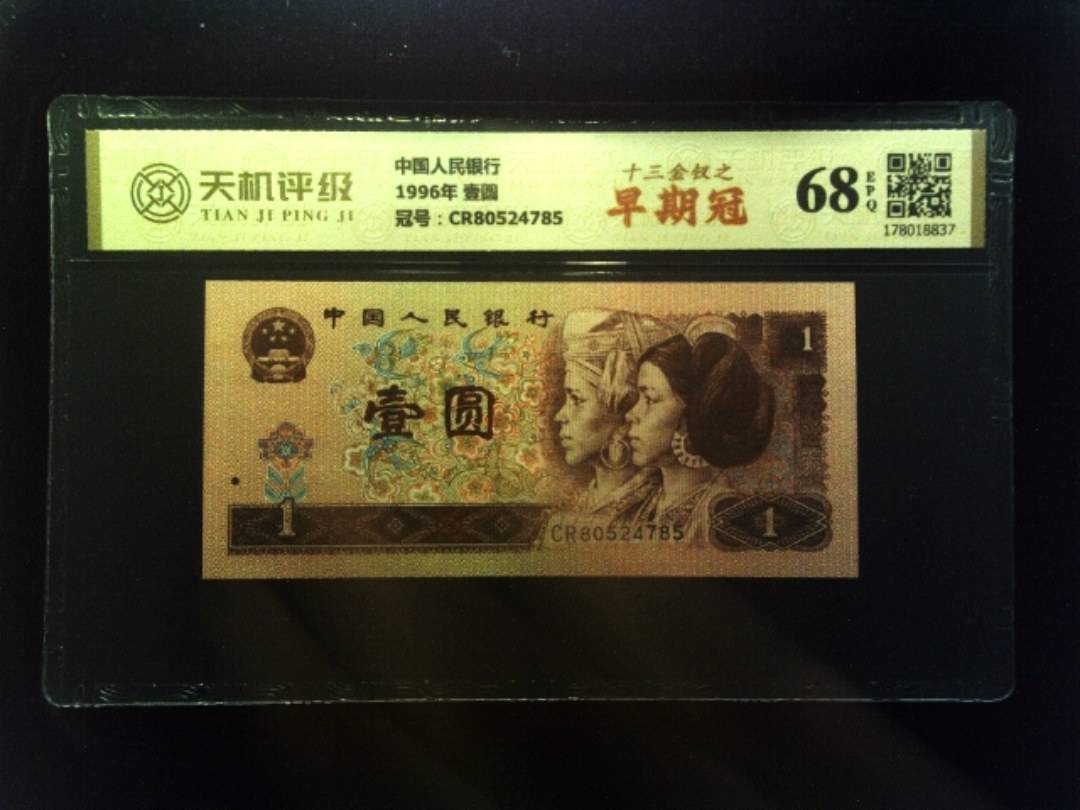 天机评级
TIAN JI PING JI
中国人民银行
1996年 壹圆
冠号：CR80524785
十三金钗之
早期冠
68
EPQ
178018837
中国人民银行
1
壹圆
1
CR80524785
1